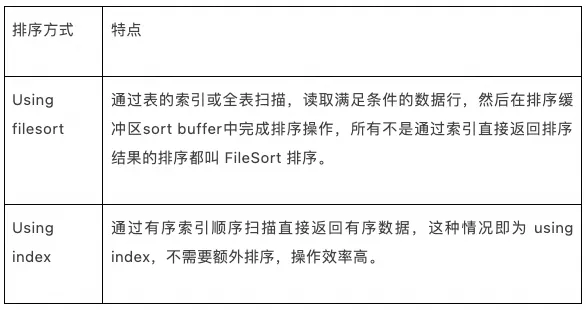 排序方式 特点
Using filesort
通过表的索引或全表扫描，读取满足条件的数据行，然后在排序缓
冲区sort buffer中完成排序操作，所有不是通过索引直接返回排序
结果的排序都叫 FileSort 排序。
Using index
通过有序索引顺序扫描直接返回有序数据，这种情况即为 using
index，不需要额外排序，操作效率高。